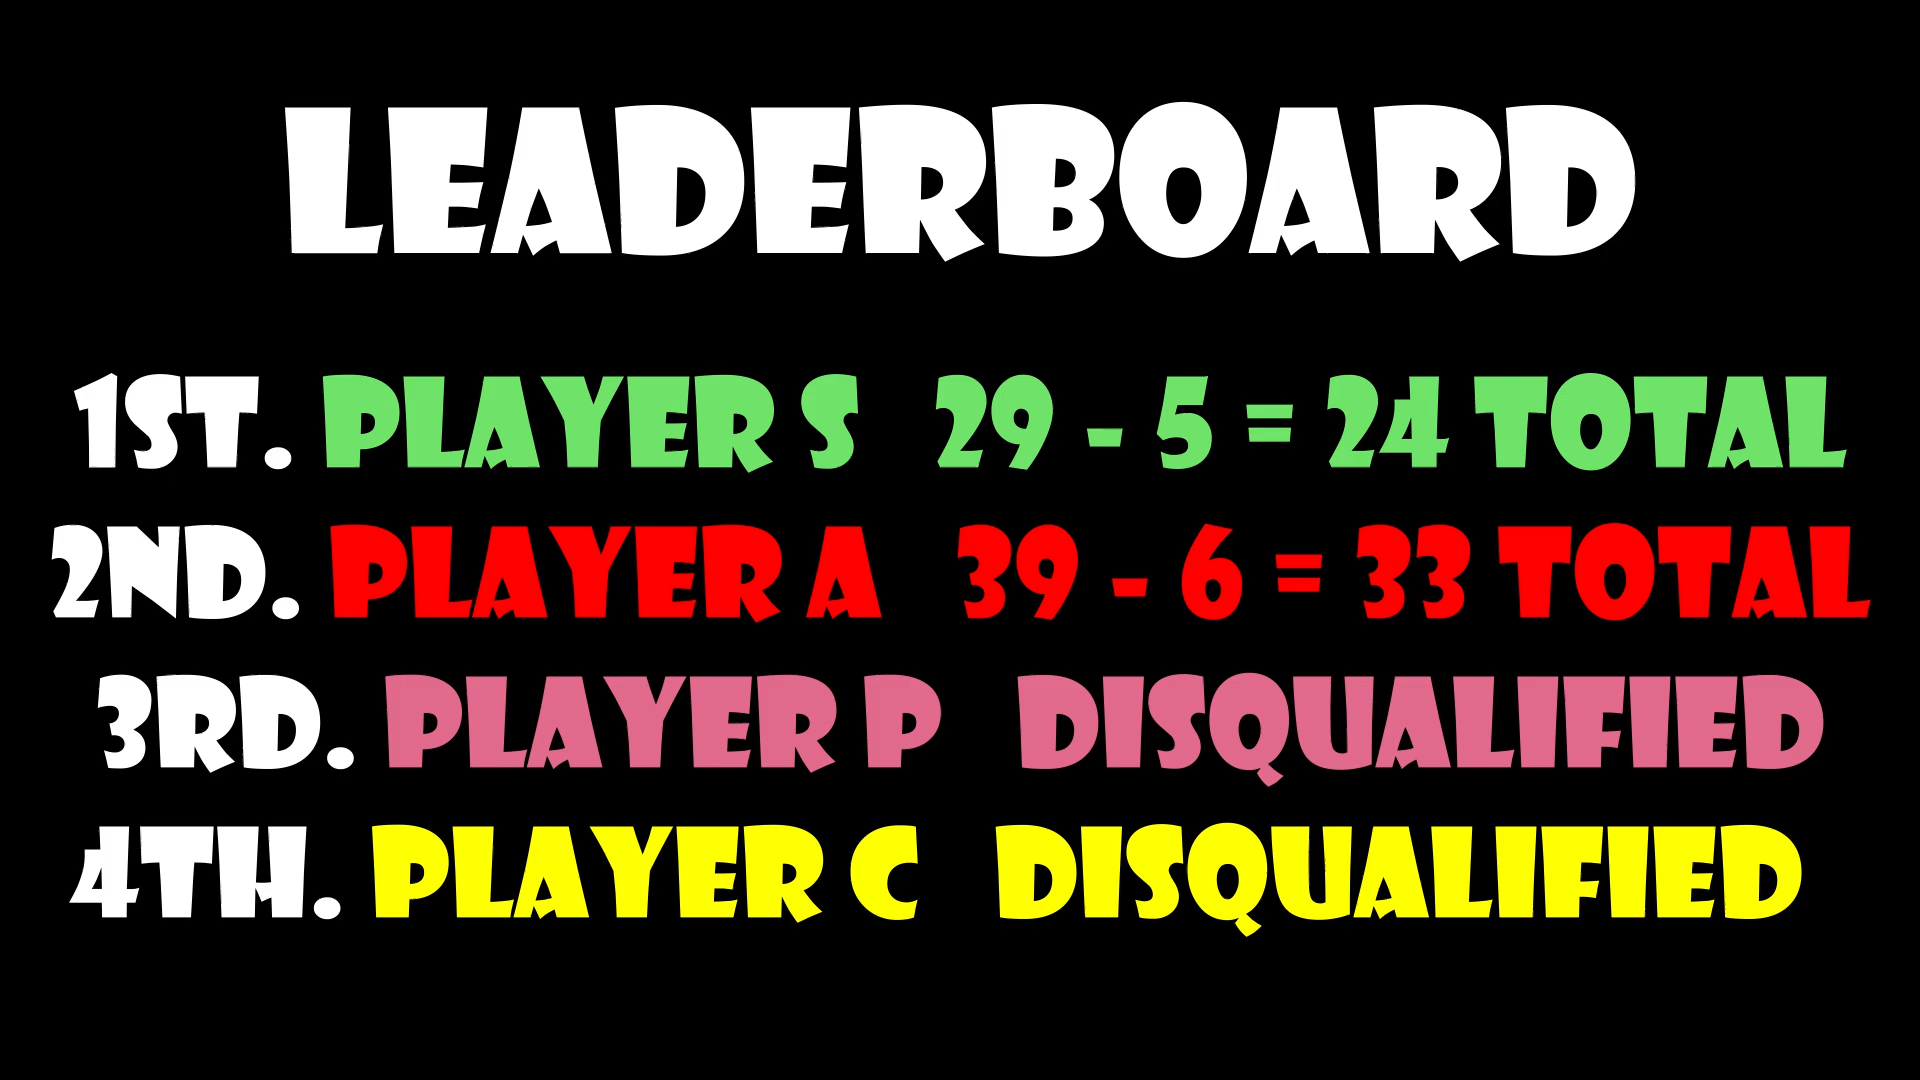 LEADERBOARD
1ST. PLAYER S 29 - 5 = 24 TOTAL
2ND. PLAYER A 39 - 6 = 33 TOTAL
3RD. PLAYER P DISQUALIFIED
4TH. PLAYER C DISQUALIFIED